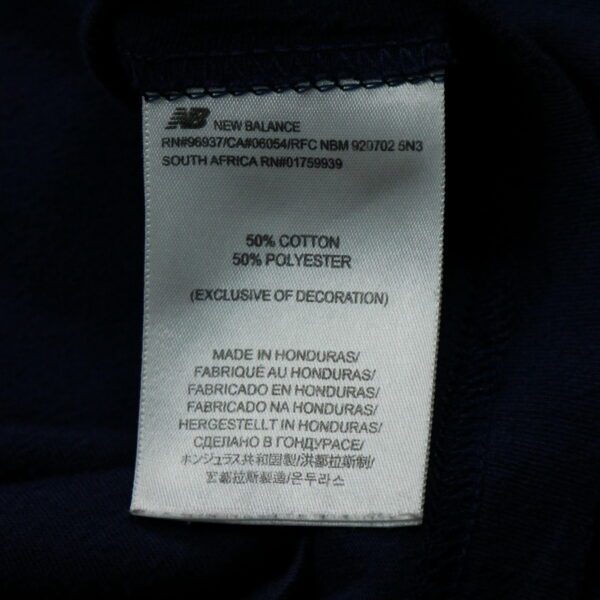 NB NEW BALANCE
RN#96937/CA#06054/RFC NBM 920702 5N3
SOUTH AFRICA RN#01759939
50% COTTON
50% POLYESTER
(EXCLUSIVE OF DECORATION)
MADE IN HONDURAS/
FABRIQUÉ AU HONDURAS/
FABRICADO EN HONDURAS/
FABRICADO NA HONDURAS/
HERGESTELLT IN HONDURAS/
СДЕЛАНО В ГОНДУРАСЕ/
ホンジュラス共和国製/洪都拉斯制/
宏都拉斯製造/온두라스